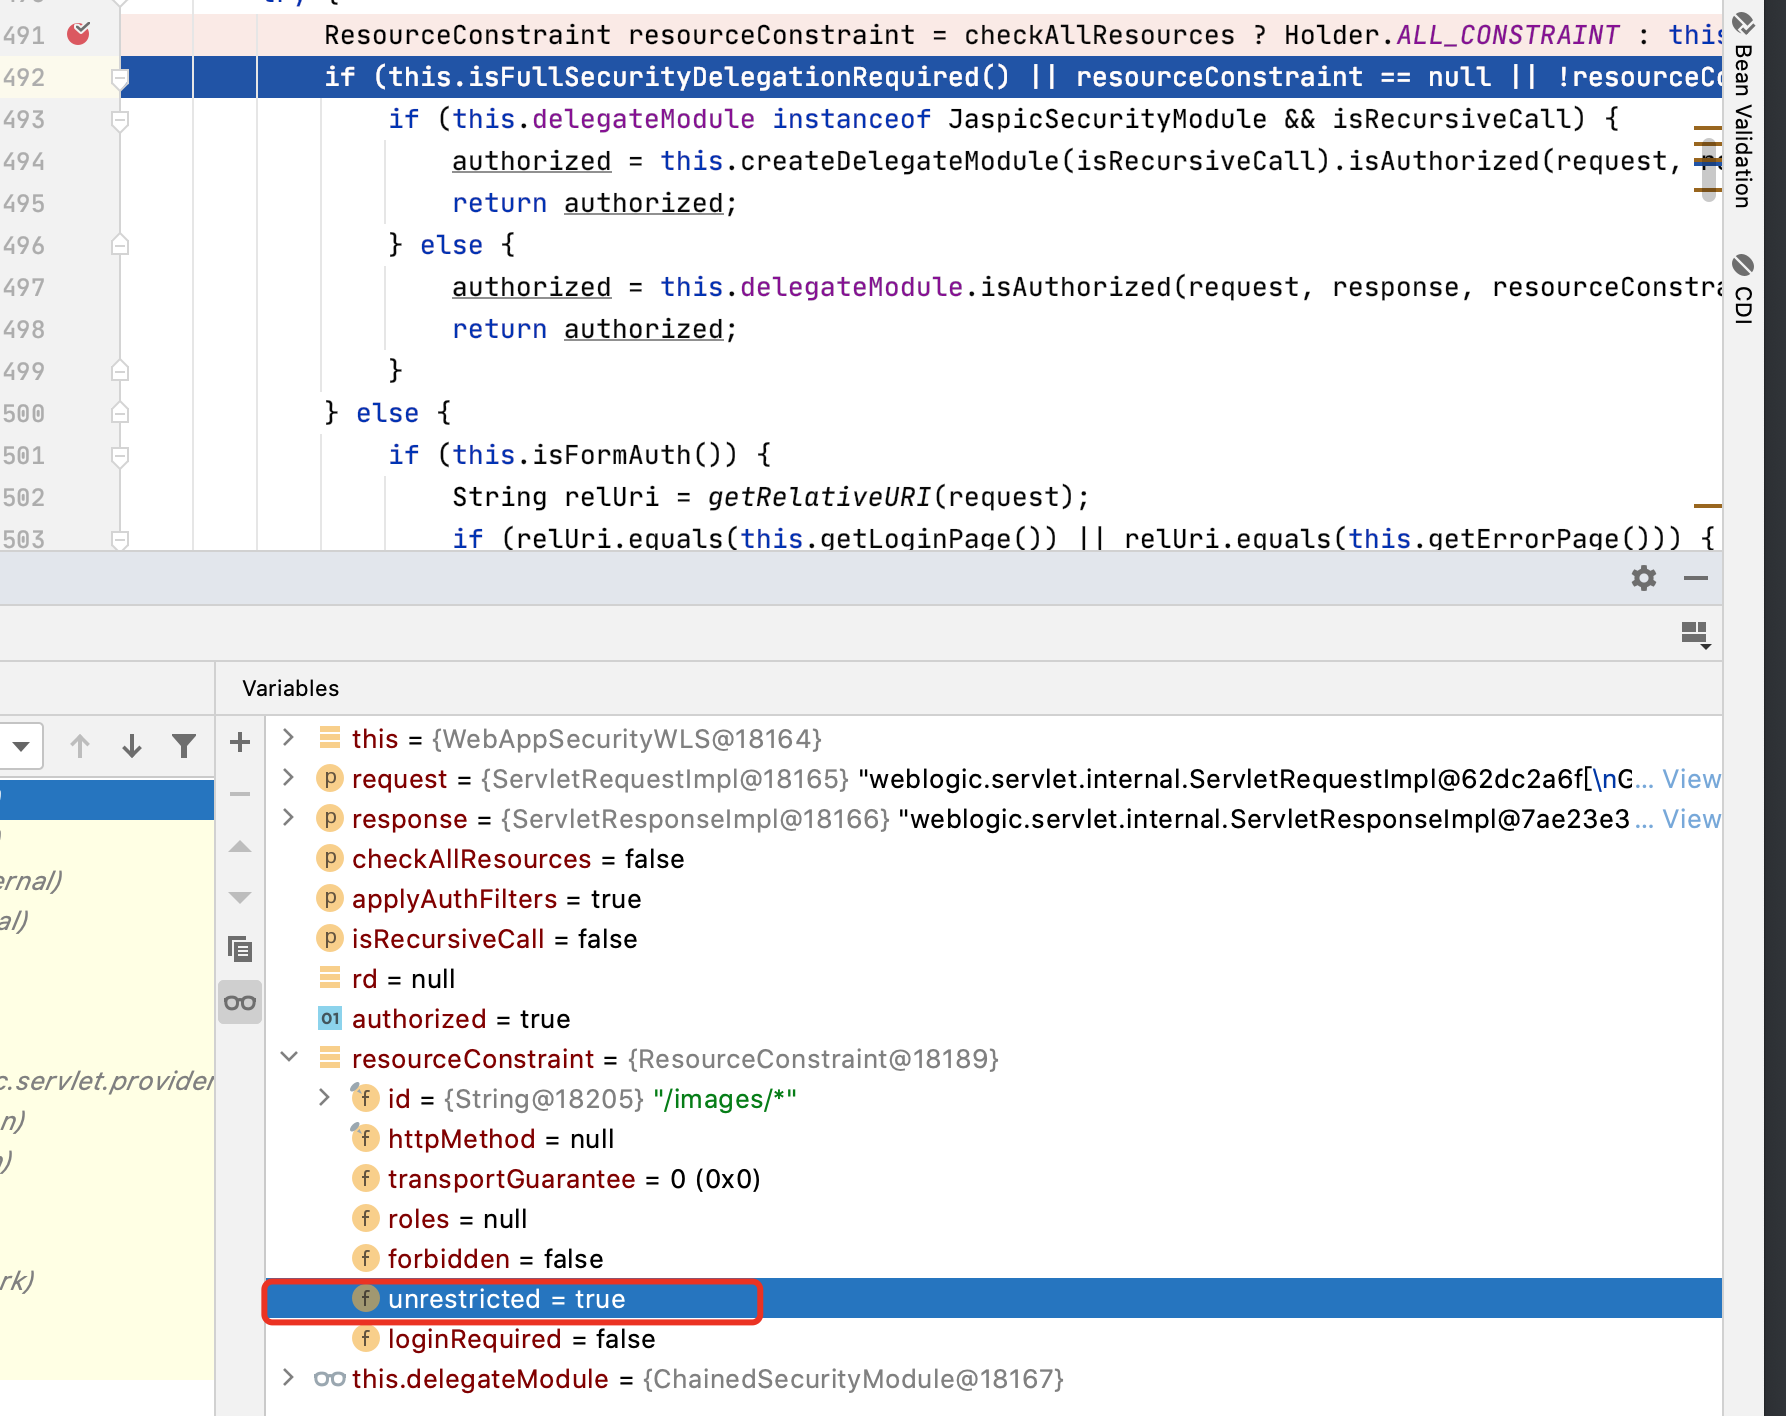 491 ResourceConstraint resourceConstraint = checkAllResources ? Holder.ALL_CONSTRAINT : this
492 if (this.isFullSecurityDelegationRequired() || resourceConstraint == null || !resourceCo
493 if (this.delegateModule instanceof JaspicSecurityModule && isRecursiveCall) {
494 authorized = this.createDelegateModule(isRecursiveCall).isAuthorized(request,
495 return authorized;
496 } else {
497 authorized = this.delegateModule.isAuthorized(request, response, resourceConstra
498 return authorized;
499 }
500 } else {
501 if (this.isFormAuth()) {
502 String relUri = getRelativeURI(request);
503 if (relUri.equals(this.getLoginPage()) || relUri.equals(this.getErrorPage())) {
Bean Validation
CDI
Variables
this = {WebAppSecurityWLS@18164}
request = {ServletRequestImpl@18165} "weblogic.servlet.internal.ServletRequestImpl@62dc2a6f[\nG... View
response = {ServletResponseImpl@18166} "weblogic.servlet.internal.ServletResponseImpl@7ae23e3 ... View
checkAllResources = false
applyAuthFilters = true
isRecursiveCall = false
rd = null
authorized = true
resourceConstraint = {ResourceConstraint@18189}
id = {String@18205} "/images/*"
httpMethod = null
transportGuarantee = 0 (0x0)
roles = null
forbidden = false
unrestricted = true
loginRequired = false
this.delegateModule = {ChainedSecurityModule@18167}
ernal)
al)
c.servlet.provider
n)
rk)